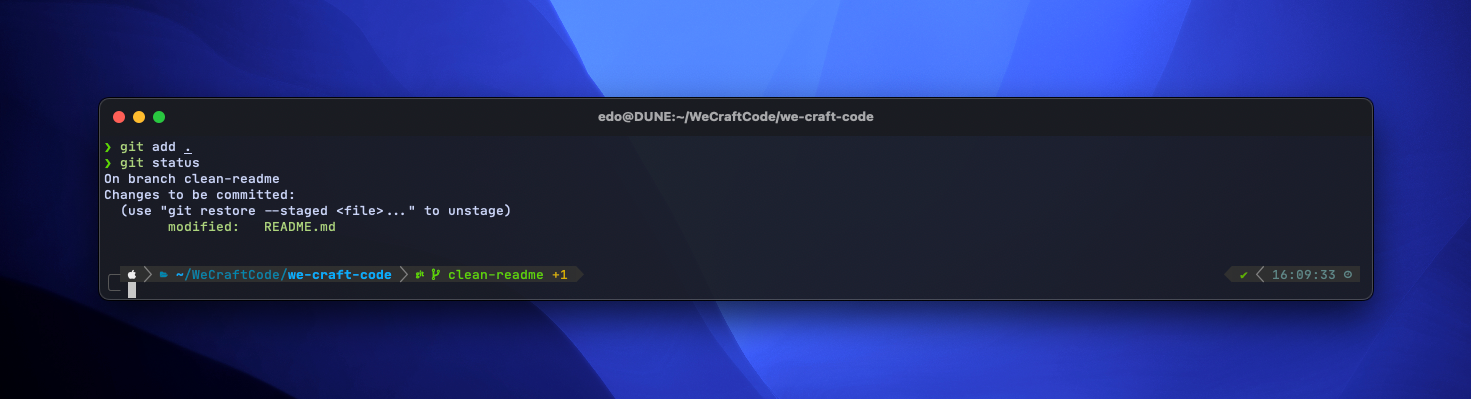 edo@DUNE:~/WeCraftCode/we-craft-code
❯ git add .
❯ git status
On branch clean-readme
Changes to be committed:
  (use "git restore --staged <file>..." to unstage)
        modified:   README.md
~/WeCraftCode/we-craft-code clean-readme +1 ✔ 16:09:33